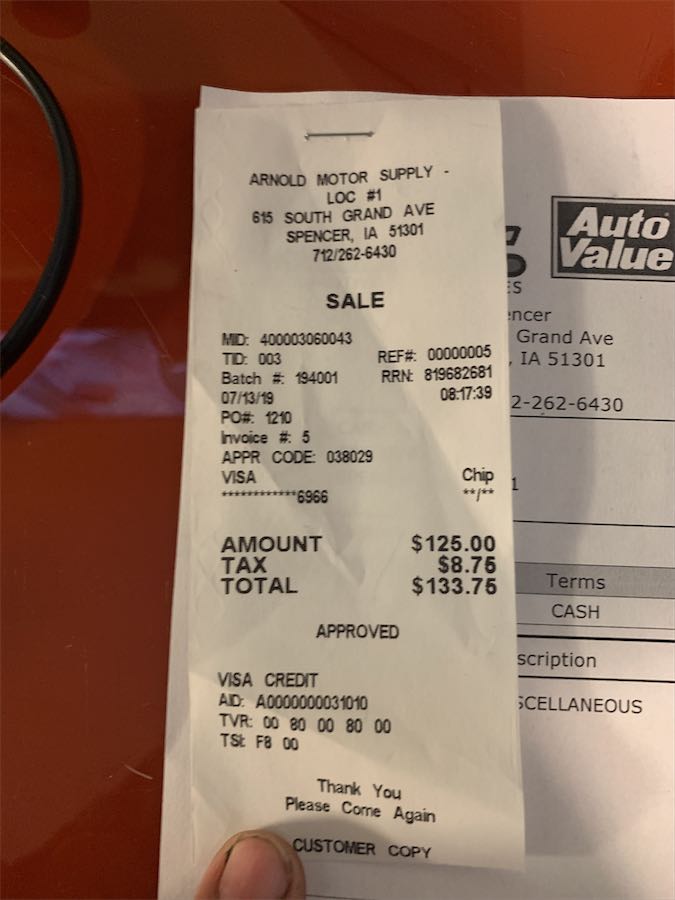 ARNOLD MOTOR SUPPLY -
LOC #1
615 SOUTH GRAND AVE
SPENCER, IA 51301
712/262-6430
SALE
MID: 400003060043
TID: 003 REF#: 00000005
Batch #: 194001 RRN: 819682681
07/13/19 08:17:39
PO#: 1210
Invoice #: 5
APPR CODE: 038029
VISA Chip
************6966 **/**
AMOUNT $125.00
TAX $8.75
TOTAL $133.75
APPROVED
VISA CREDIT
AID: A0000000031010
TVR: 00 80 00 80 00
TSI: F8 00
Thank You
Please Come Again
CUSTOMER COPY
Auto
Value
ES
encer
Grand Ave
, IA 51301
2-262-6430
1
Terms
CASH
scription
SCELLANEOUS